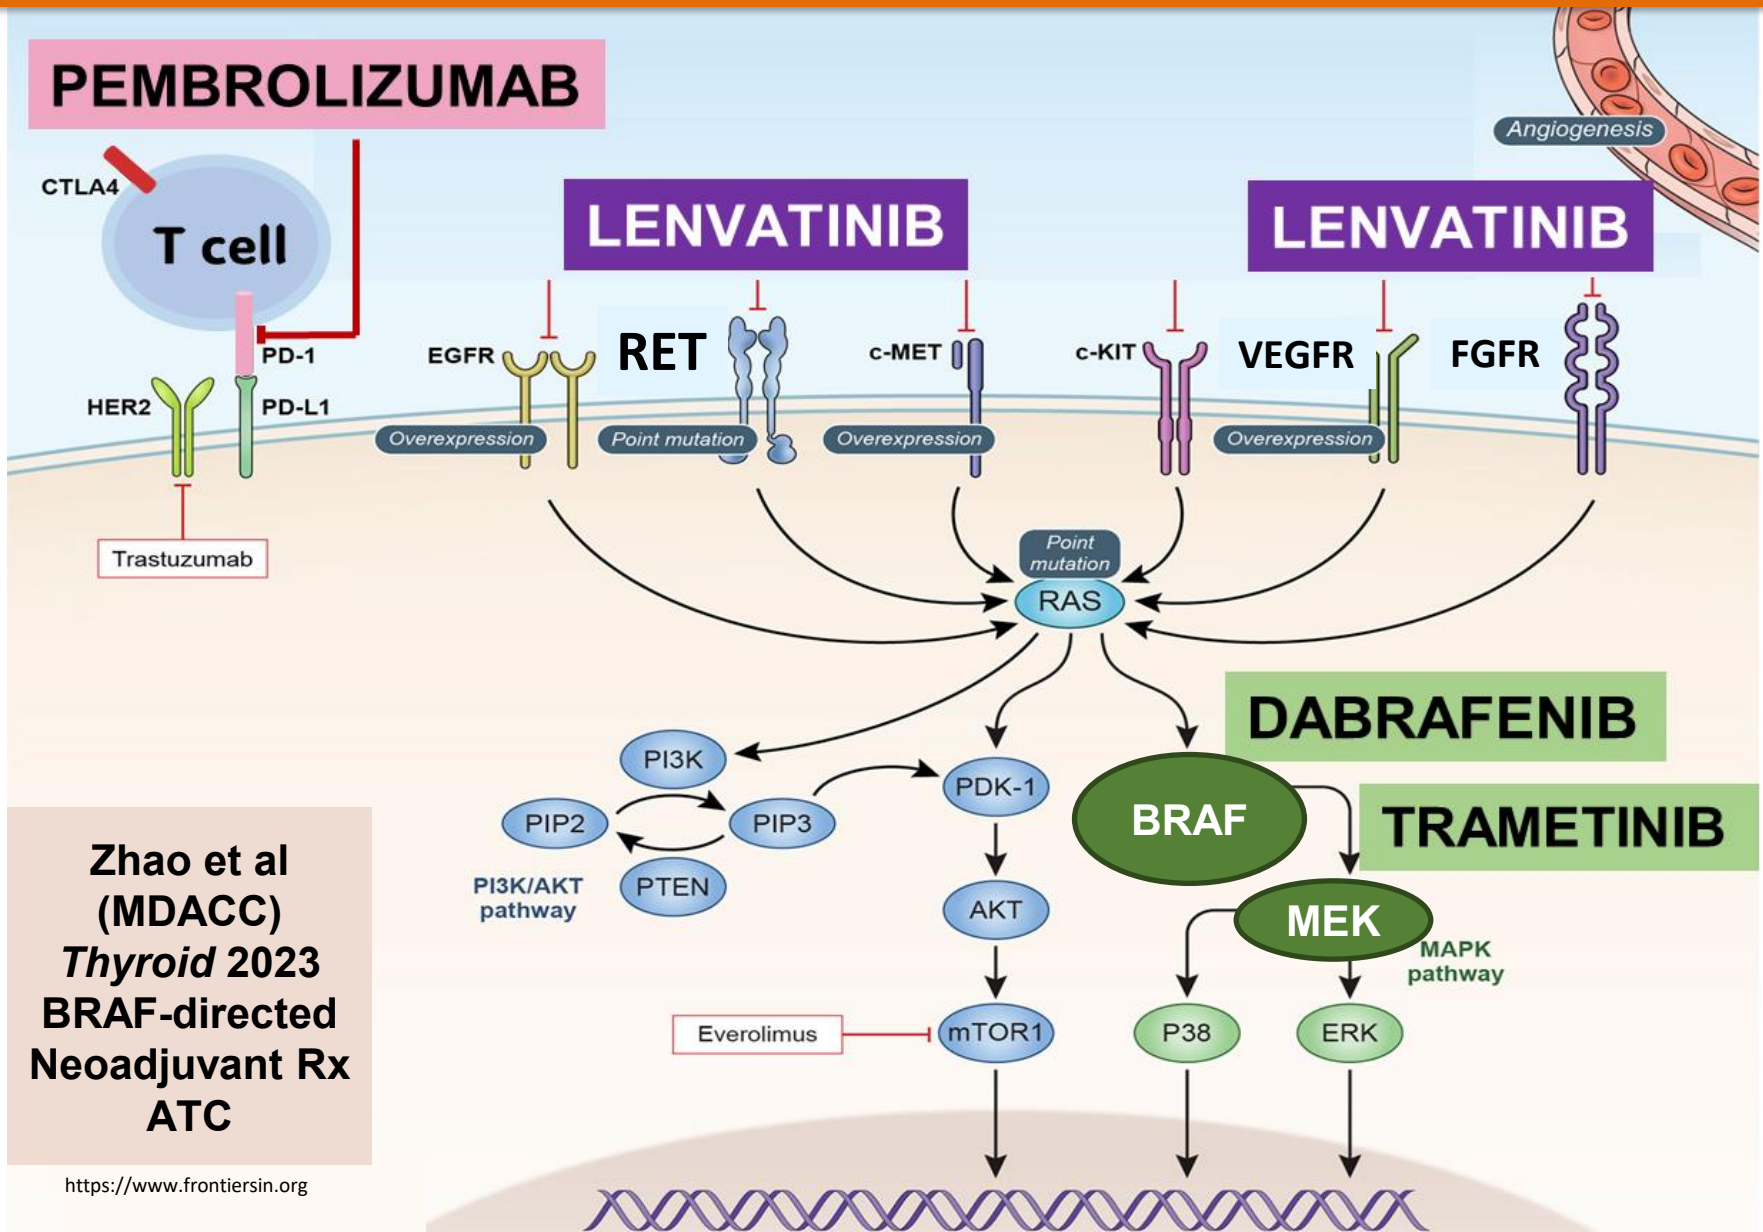 PEMBROLIZUMAB
Angiogenesis
CTLA4
T cell
LENVATINIB
LENVATINIB
PD-1
EGFR
RET
c-MET
c-KIT
VEGFR
FGFR
HER2
PD-L1
Overexpression
Point mutation
Overexpression
Overexpression
Trastuzumab
Point
mutation
RAS
DABRAFENIB
PI3K
PDK-1
BRAF
TRAMETINIB
PIP2
PIP3
PI3K/AKT
pathway
PTEN
AKT
MEK
MAPK
pathway
Everolimus
mTOR1
P38
ERK
Zhao et al
(MDACC)
Thyroid 2023
BRAF-directed
Neoadjuvant Rx
ATC
https://www.frontiersin.org